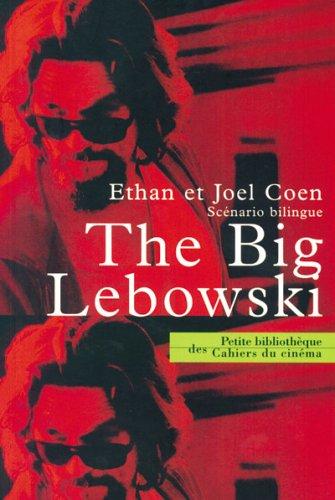 Ethan et Joel Coen
Scénario bilingue
The Big
Lebowski
Petite bibliothèque
des Cahiers du cinéma